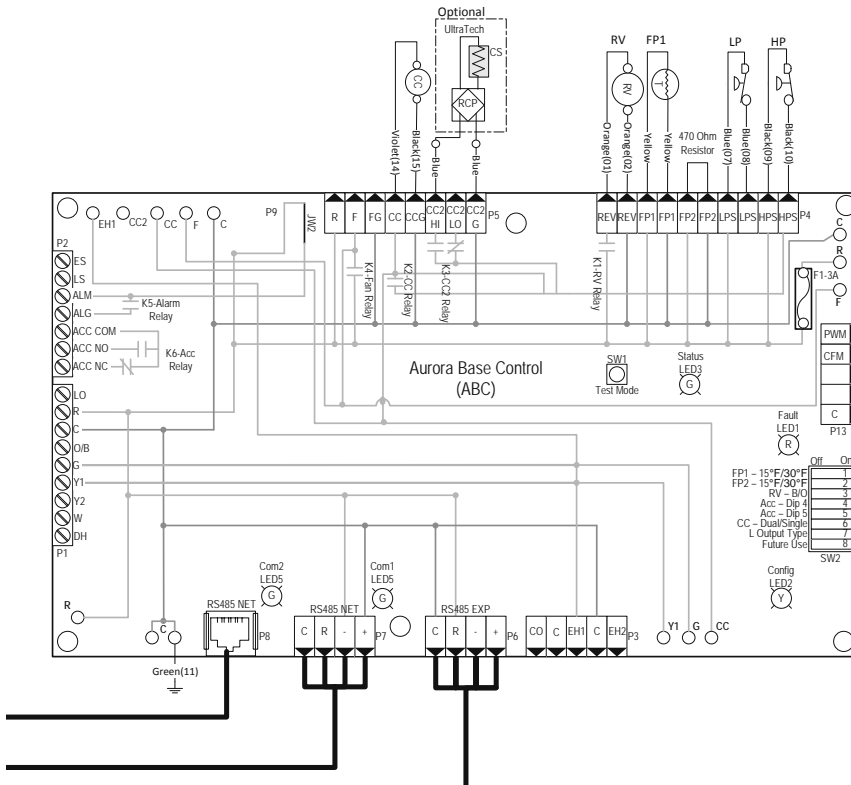 Optional
UltraTech
CS
RCP
CC
Violet(14)
Black(15)
Blue
Blue
RV
FP1
LP
HP
RV
T
Orange(01)
Orange(02)
Yellow
Yellow
470 Ohm
Resistor
Blue(07)
Blue(08)
Black(09)
Black(10)
EH1
CC2
CC
F
C
P9
JW2
R
F
FG
CC
CCG
CC2
HI
CC2
LO
CC2
G
P5
REV
REV
FP1
FP1
FP2
FP2
LPS
LPS
HPS
HPS
P4
C
R
F1-3A
F
P2
ES
LS
ALM
ALG
ACC COM
ACC NO
ACC NC
K5-Alarm
Relay
K6-Acc
Relay
K4-Fan Relay
K2-CC Relay
K3-CC2 Relay
K1-RV Relay
Aurora Base Control
(ABC)
SW1
Test Mode
Status
LED3
G
PWM
CFM
C
P13
Fault
LED1
R
LO
R
C
O/B
G
Y1
Y2
W
DH
P1
Off
On
FP1 – 15°F/30°F
1
FP2 – 15°F/30°F
2
RV – B/O
3
Acc – Dip 4
4
Acc – Dip 5
5
CC – Dual/Single
6
L Output Type
7
Future Use
8
SW2
Config
LED2
Y
Com2
LED5
G
Com1
LED5
G
R
C
Green(11)
RS485 NET
P8
RS485 NET
C
R
-
+
P7
RS485 EXP
C
R
-
+
P6
CO
C
EH1
C
EH2
P3
Y1
G
CC